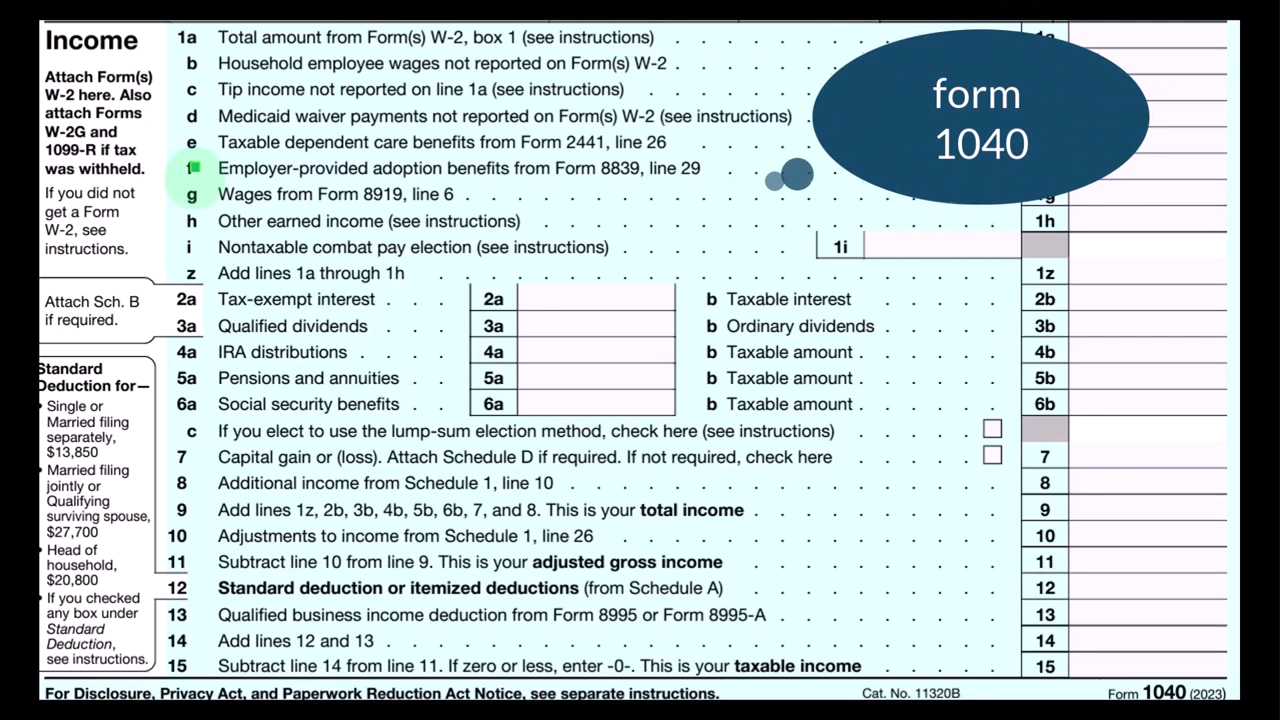 Income
Attach Form(s)
W-2 here. Also
attach Forms
W-2G and
1099-R if tax
was withheld.
If you did not
get a Form
W-2, see
instructions.
Attach Sch. B
if required.
Standard
Deduction for—
• Single or
Married filing
separately,
$13,850
• Married filing
jointly or
Qualifying
surviving spouse,
$27,700
• Head of
household,
$20,800
• If you checked
any box under
Standard
Deduction,
see instructions.
1a Total amount from Form(s) W-2, box 1 (see instructions) . . . . . . 1a
b Household employee wages not reported on Form(s) W-2 . . . . . .
c Tip income not reported on line 1a (see instructions) . . . . . .
d Medicaid waiver payments not reported on Form(s) W-2 (see instructions) .
e Taxable dependent care benefits from Form 2441, line 26 . . . . .
f Employer-provided adoption benefits from Form 8839, line 29 . . .
g Wages from Form 8919, line 6 . . . . . . . . . . . 1g
h Other earned income (see instructions) . . . . . . . . . . . . . 1h
i Nontaxable combat pay election (see instructions) . . . . . . . 1i
z Add lines 1a through 1h . . . . . . . . . . . . . . . . 1z
2a Tax-exempt interest . . . 2a b Taxable interest . . . . . 2b
3a Qualified dividends . . . 3a b Ordinary dividends . . . . . 3b
4a IRA distributions . . . . 4a b Taxable amount . . . . . . 4b
5a Pensions and annuities . . 5a b Taxable amount . . . . . . 5b
6a Social security benefits . . 6a b Taxable amount . . . . . . 6b
c If you elect to use the lump-sum election method, check here (see instructions) . . . . .
7 Capital gain or (loss). Attach Schedule D if required. If not required, check here . . . . . 7
8 Additional income from Schedule 1, line 10 . . . . . . . . . . . . . . . . 8
9 Add lines 1z, 2b, 3b, 4b, 5b, 6b, 7, and 8. This is your total income . . . . . . . . . . 9
10 Adjustments to income from Schedule 1, line 26 . . . . . . . . . . . . . . 10
11 Subtract line 10 from line 9. This is your adjusted gross income . . . . . . . . . . 11
12 Standard deduction or itemized deductions (from Schedule A) . . . . . . . . . . 12
13 Qualified business income deduction from Form 8995 or Form 8995-A . . . . . . . . . 13
14 Add lines 12 and 13 . . . . . . . . . . . . . . . . . . . . . 14
15 Subtract line 14 from line 11. If zero or less, enter -0-. This is your taxable income . . . . . 15
form
1040
For Disclosure, Privacy Act, and Paperwork Reduction Act Notice, see separate instructions. Cat. No. 11320B Form 1040 (2023)